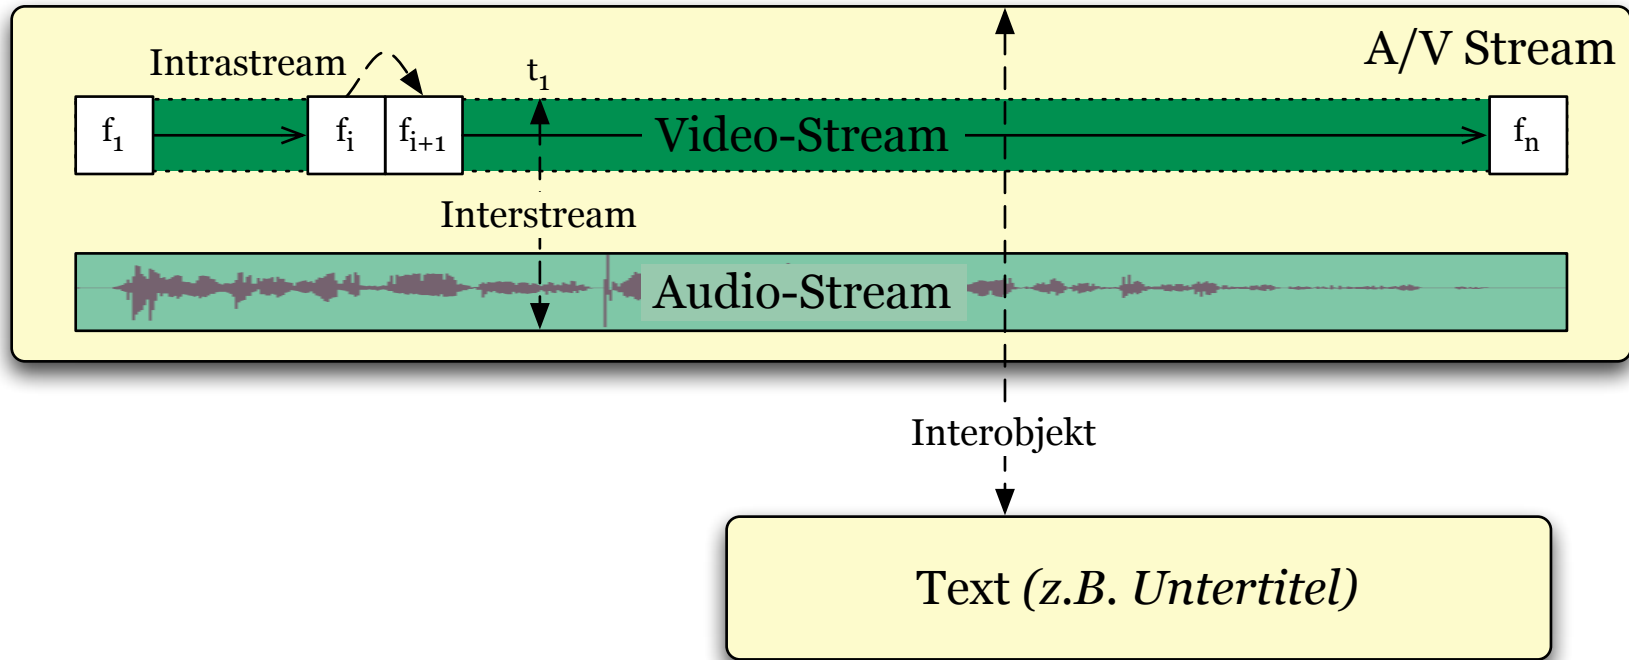 A/V Stream
Intrastream
t₁
f₁
fᵢ
fᵢ₊₁
Video-Stream
fₙ
Interstream
Audio-Stream
Interobjekt
Text (z.B. Untertitel)